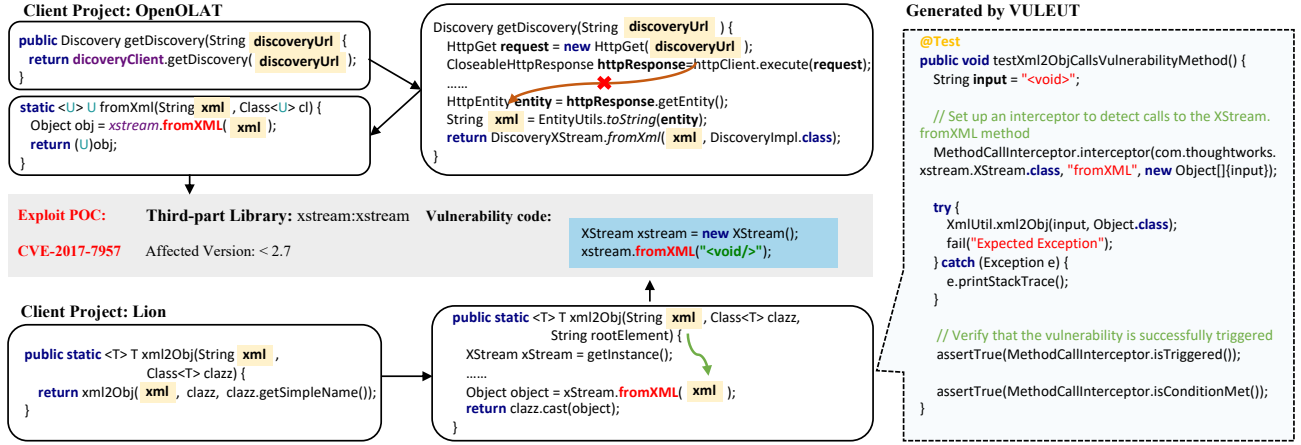 Client Project: OpenOLAT
public Discovery getDiscovery(String discoveryUrl {
return dicoveryClient.getDiscovery( discoveryUrl );
}
static <U> U fromXml(String xml , Class<U> cl) {
Object obj = xstream.fromXML( xml );
return (U)obj;
}
Discovery getDiscovery(String discoveryUrl ) {
HttpGet request = new HttpGet( discoveryUrl );
CloseableHttpResponse httpResponse=httpClient.execute(request);
......
HttpEntity entity = httpResponse.getEntity();
String xml = EntityUtils.toString(entity);
return DiscoveryXStream.fromXml( xml , DiscoveryImpl.class);
}
Exploit POC: Third-part Library: xstream:xstream Vulnerability code:
CVE-2017-7957 Affected Version: < 2.7
XStream xstream = new XStream();
xstream.fromXML("<void/>");
Client Project: Lion
public static <T> T xml2Obj(String xml ,
Class<T> clazz) {
return xml2Obj( xml , clazz, clazz.getSimpleName());
}
public static <T> T xml2Obj(String xml , Class<T> clazz,
String rootElement) {
XStream xStream = getInstance();
......
Object object = xStream.fromXML( xml );
return clazz.cast(object);
}
Generated by VULEUT
@Test
public void testXml2ObjCallsVulnerabilityMethod() {
String input = "<void>";
// Set up an interceptor to detect calls to the XStream.
fromXML method
MethodCallInterceptor.interceptor(com.thoughtworks.
xstream.XStream.class, "fromXML", new Object[]{input});
try {
XmlUtil.xml2Obj(input, Object.class);
fail("Expected Exception");
} catch (Exception e) {
e.printStackTrace();
}
// Verify that the vulnerability is successfully triggered
assertTrue(MethodCallInterceptor.isTriggered());
assertTrue(MethodCallInterceptor.isConditionMet());
}